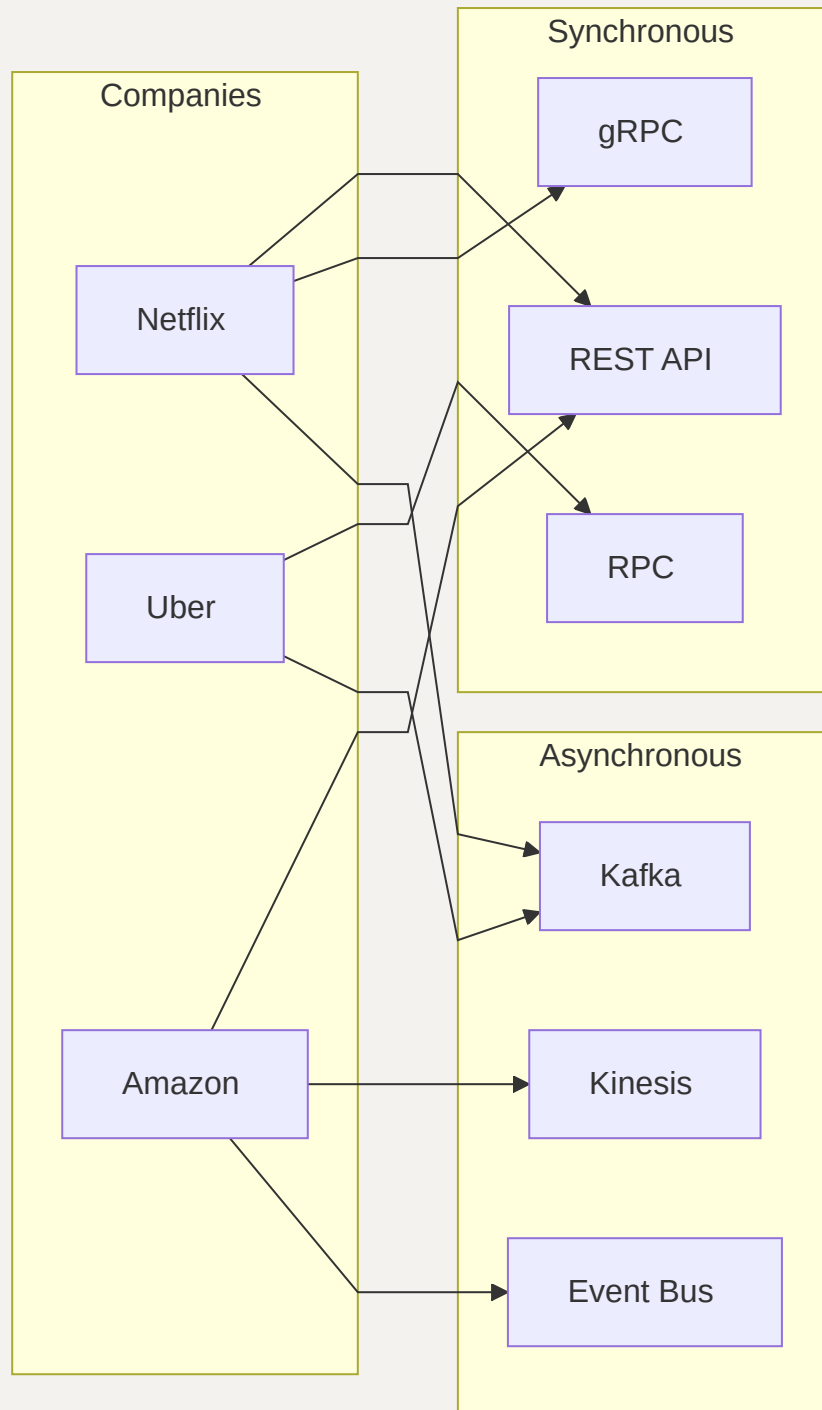 Companies
Netflix
Uber
Amazon
Synchronous
gRPC
REST API
RPC
Asynchronous
Kafka
Kinesis
Event Bus